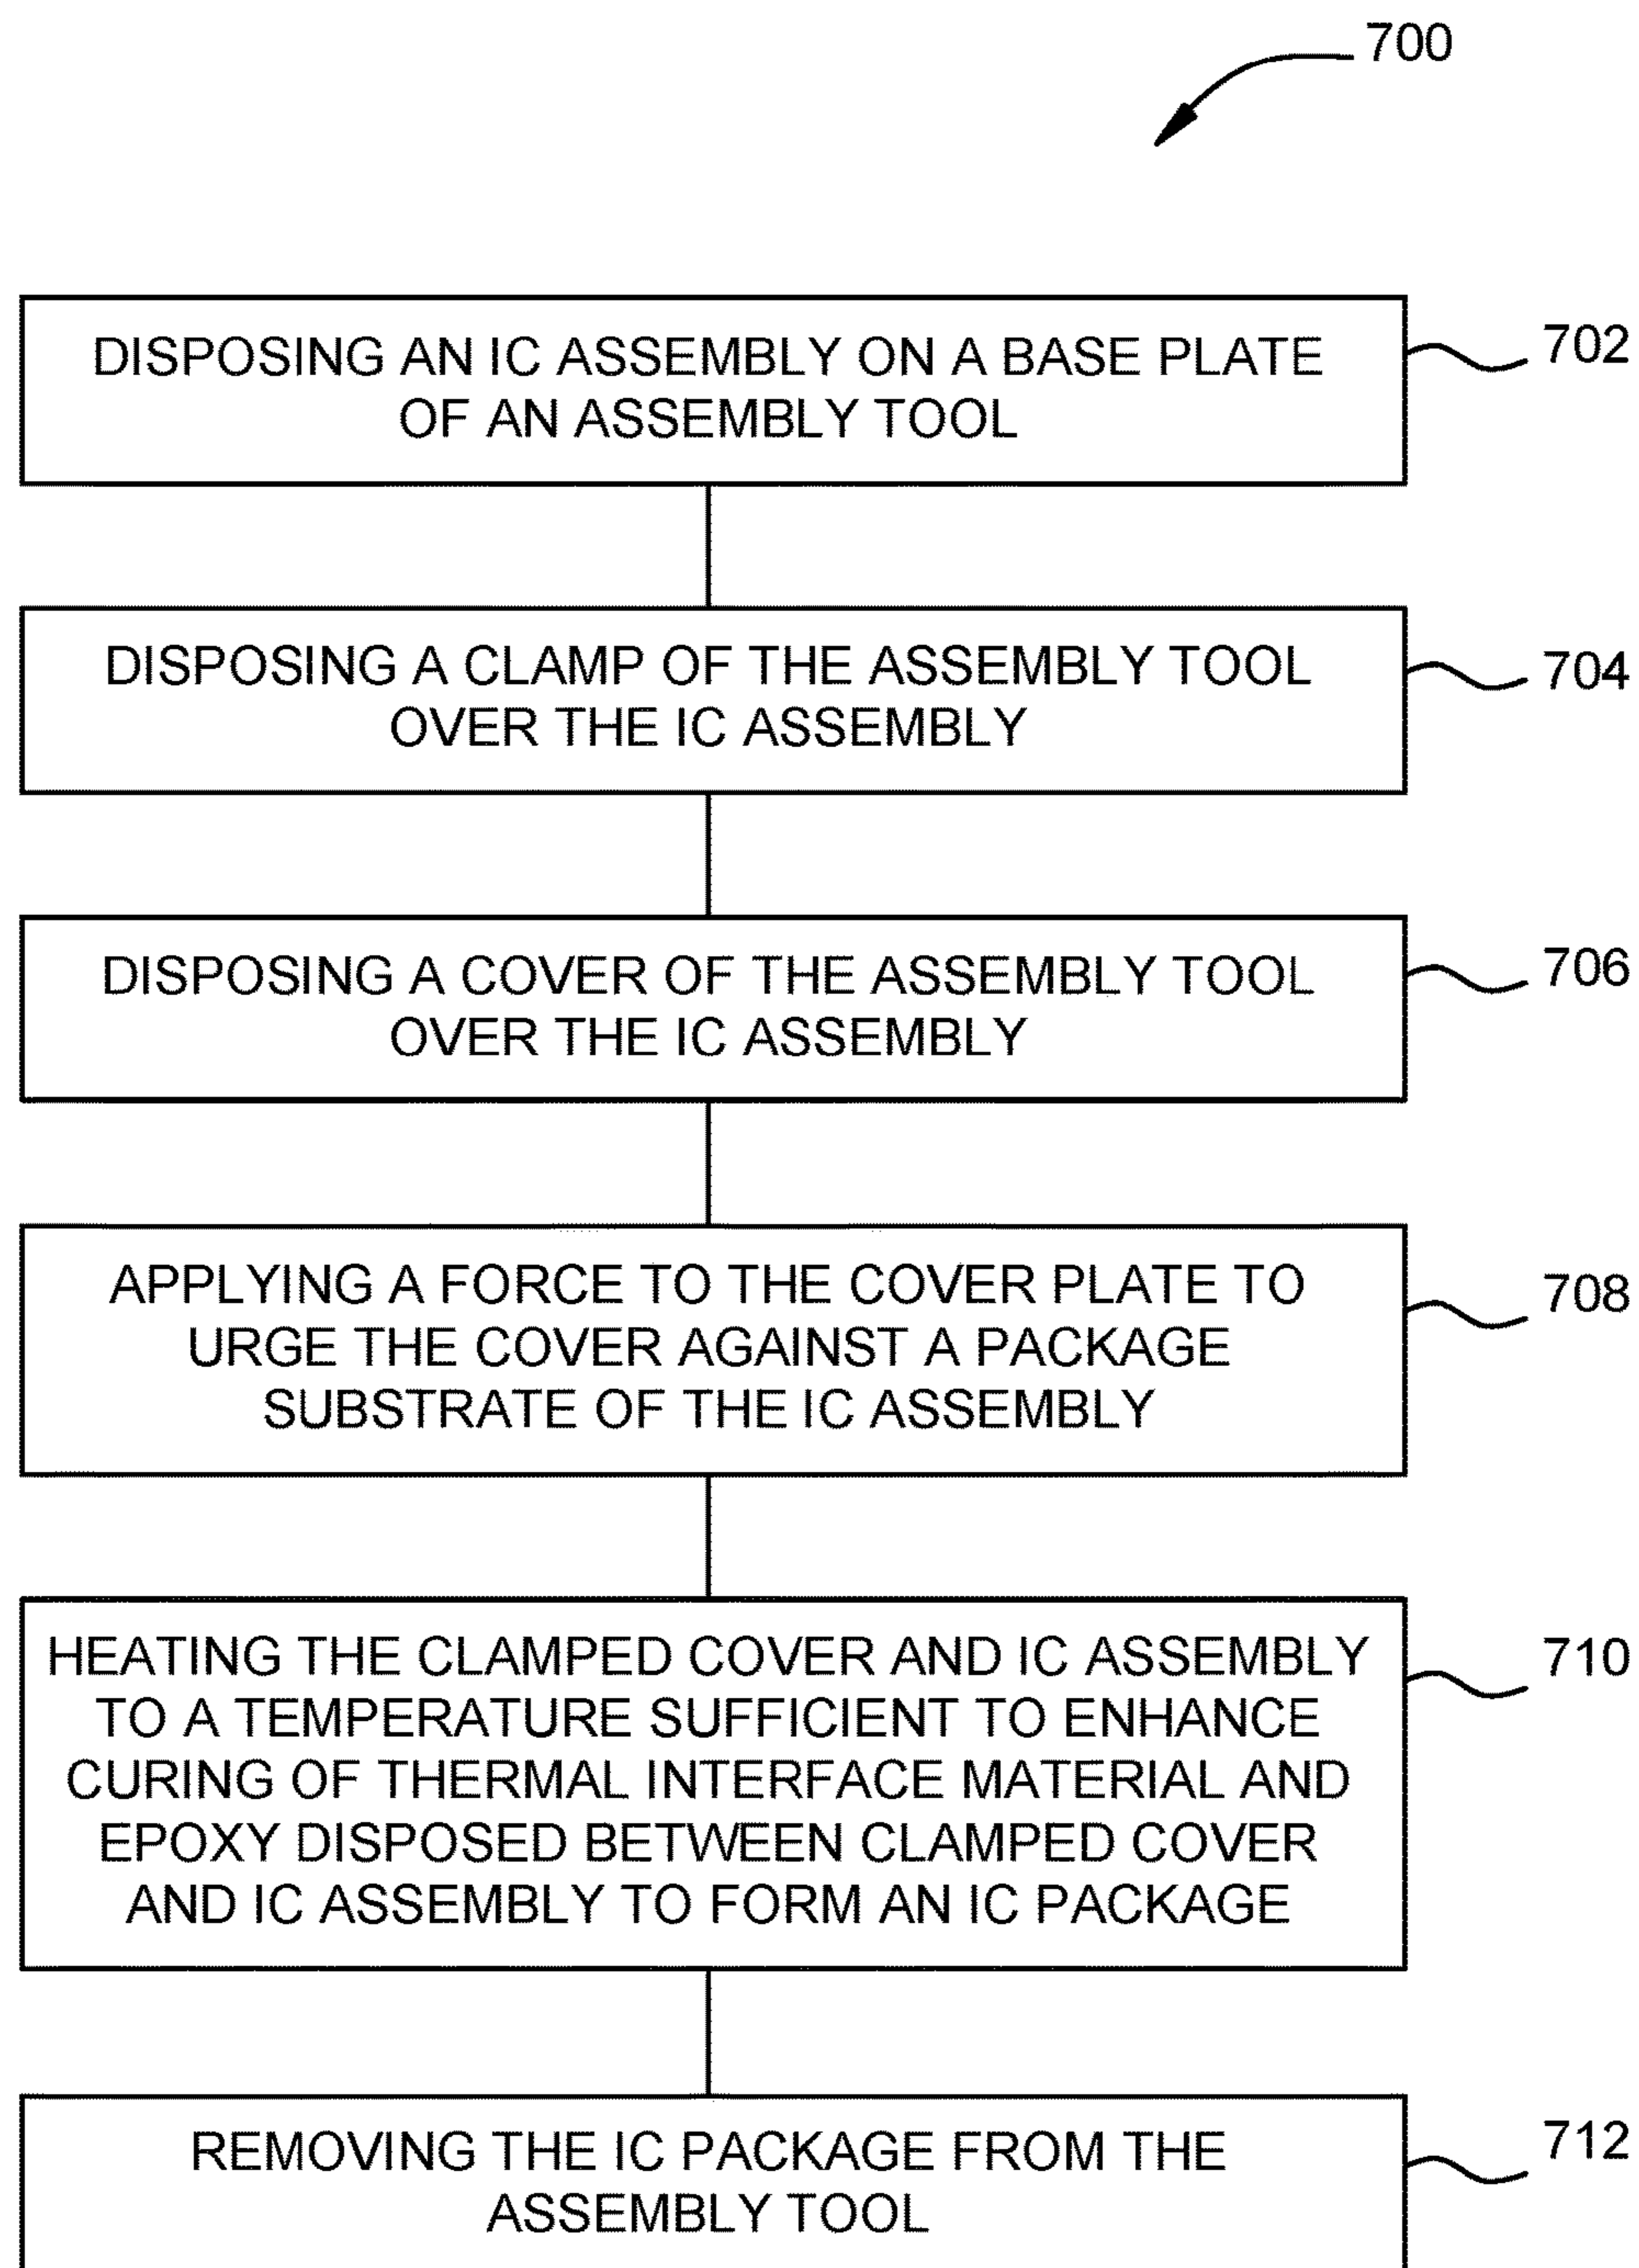 700
DISPOSING AN IC ASSEMBLY ON A BASE PLATE
OF AN ASSEMBLY TOOL
702
DISPOSING A CLAMP OF THE ASSEMBLY TOOL
OVER THE IC ASSEMBLY
704
DISPOSING A COVER OF THE ASSEMBLY TOOL
OVER THE IC ASSEMBLY
706
APPLYING A FORCE TO THE COVER PLATE TO
URGE THE COVER AGAINST A PACKAGE
SUBSTRATE OF THE IC ASSEMBLY
708
HEATING THE CLAMPED COVER AND IC ASSEMBLY
TO A TEMPERATURE SUFFICIENT TO ENHANCE
CURING OF THERMAL INTERFACE MATERIAL AND
EPOXY DISPOSED BETWEEN CLAMPED COVER
AND IC ASSEMBLY TO FORM AN IC PACKAGE
710
REMOVING THE IC PACKAGE FROM THE
ASSEMBLY TOOL
712